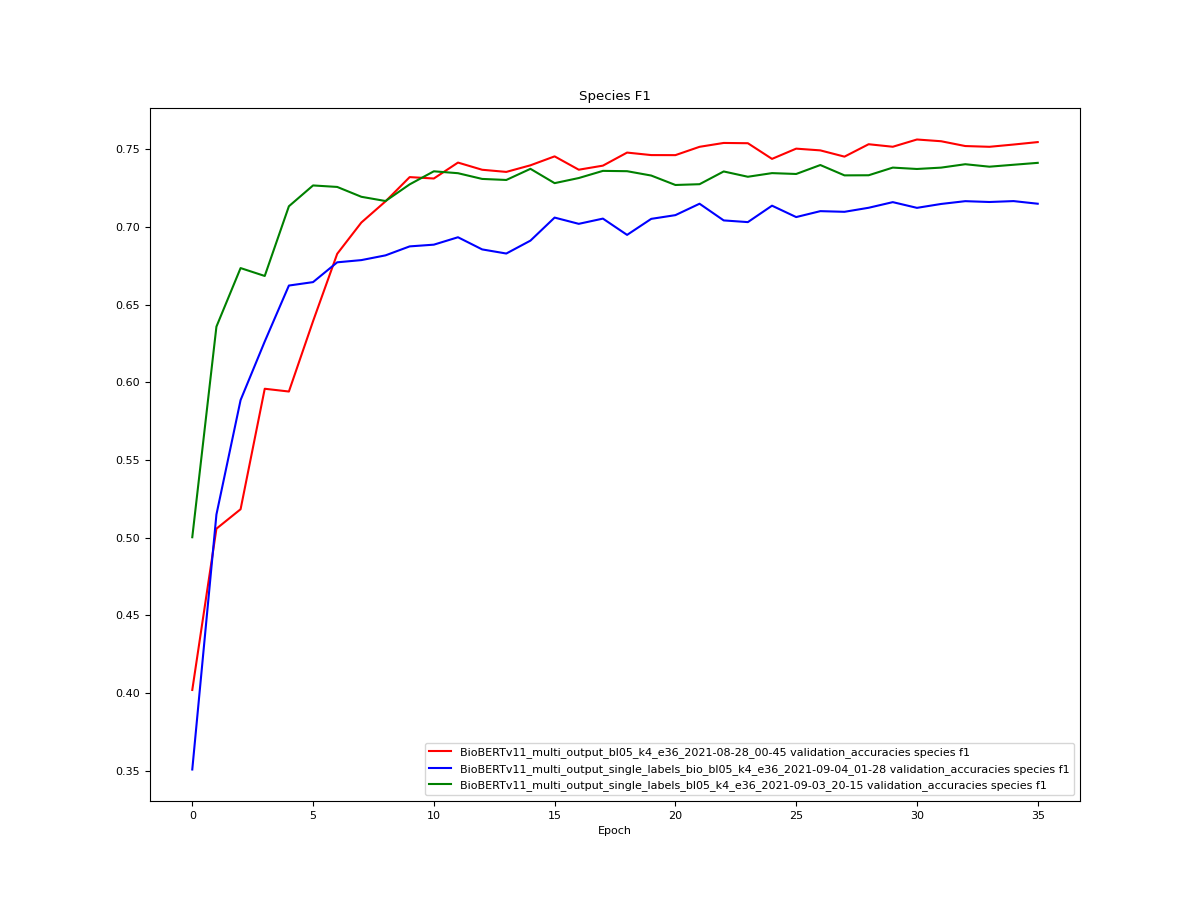 Species F1
0.75
0.70
0.65
0.60
0.55
0.50
0.45
0.40
0.35
BioBERTv11_multi_output_bl05_k4_e36_2021-08-28_00-45 validation_accuracies species f1
BioBERTv11_multi_output_single_labels_bio_bl05_k4_e36_2021-09-04_01-28 validation_accuracies species f1
BioBERTv11_multi_output_single_labels_bl05_k4_e36_2021-09-03_20-15 validation_accuracies species f1
0 5 10 15 20 25 30 35
Epoch